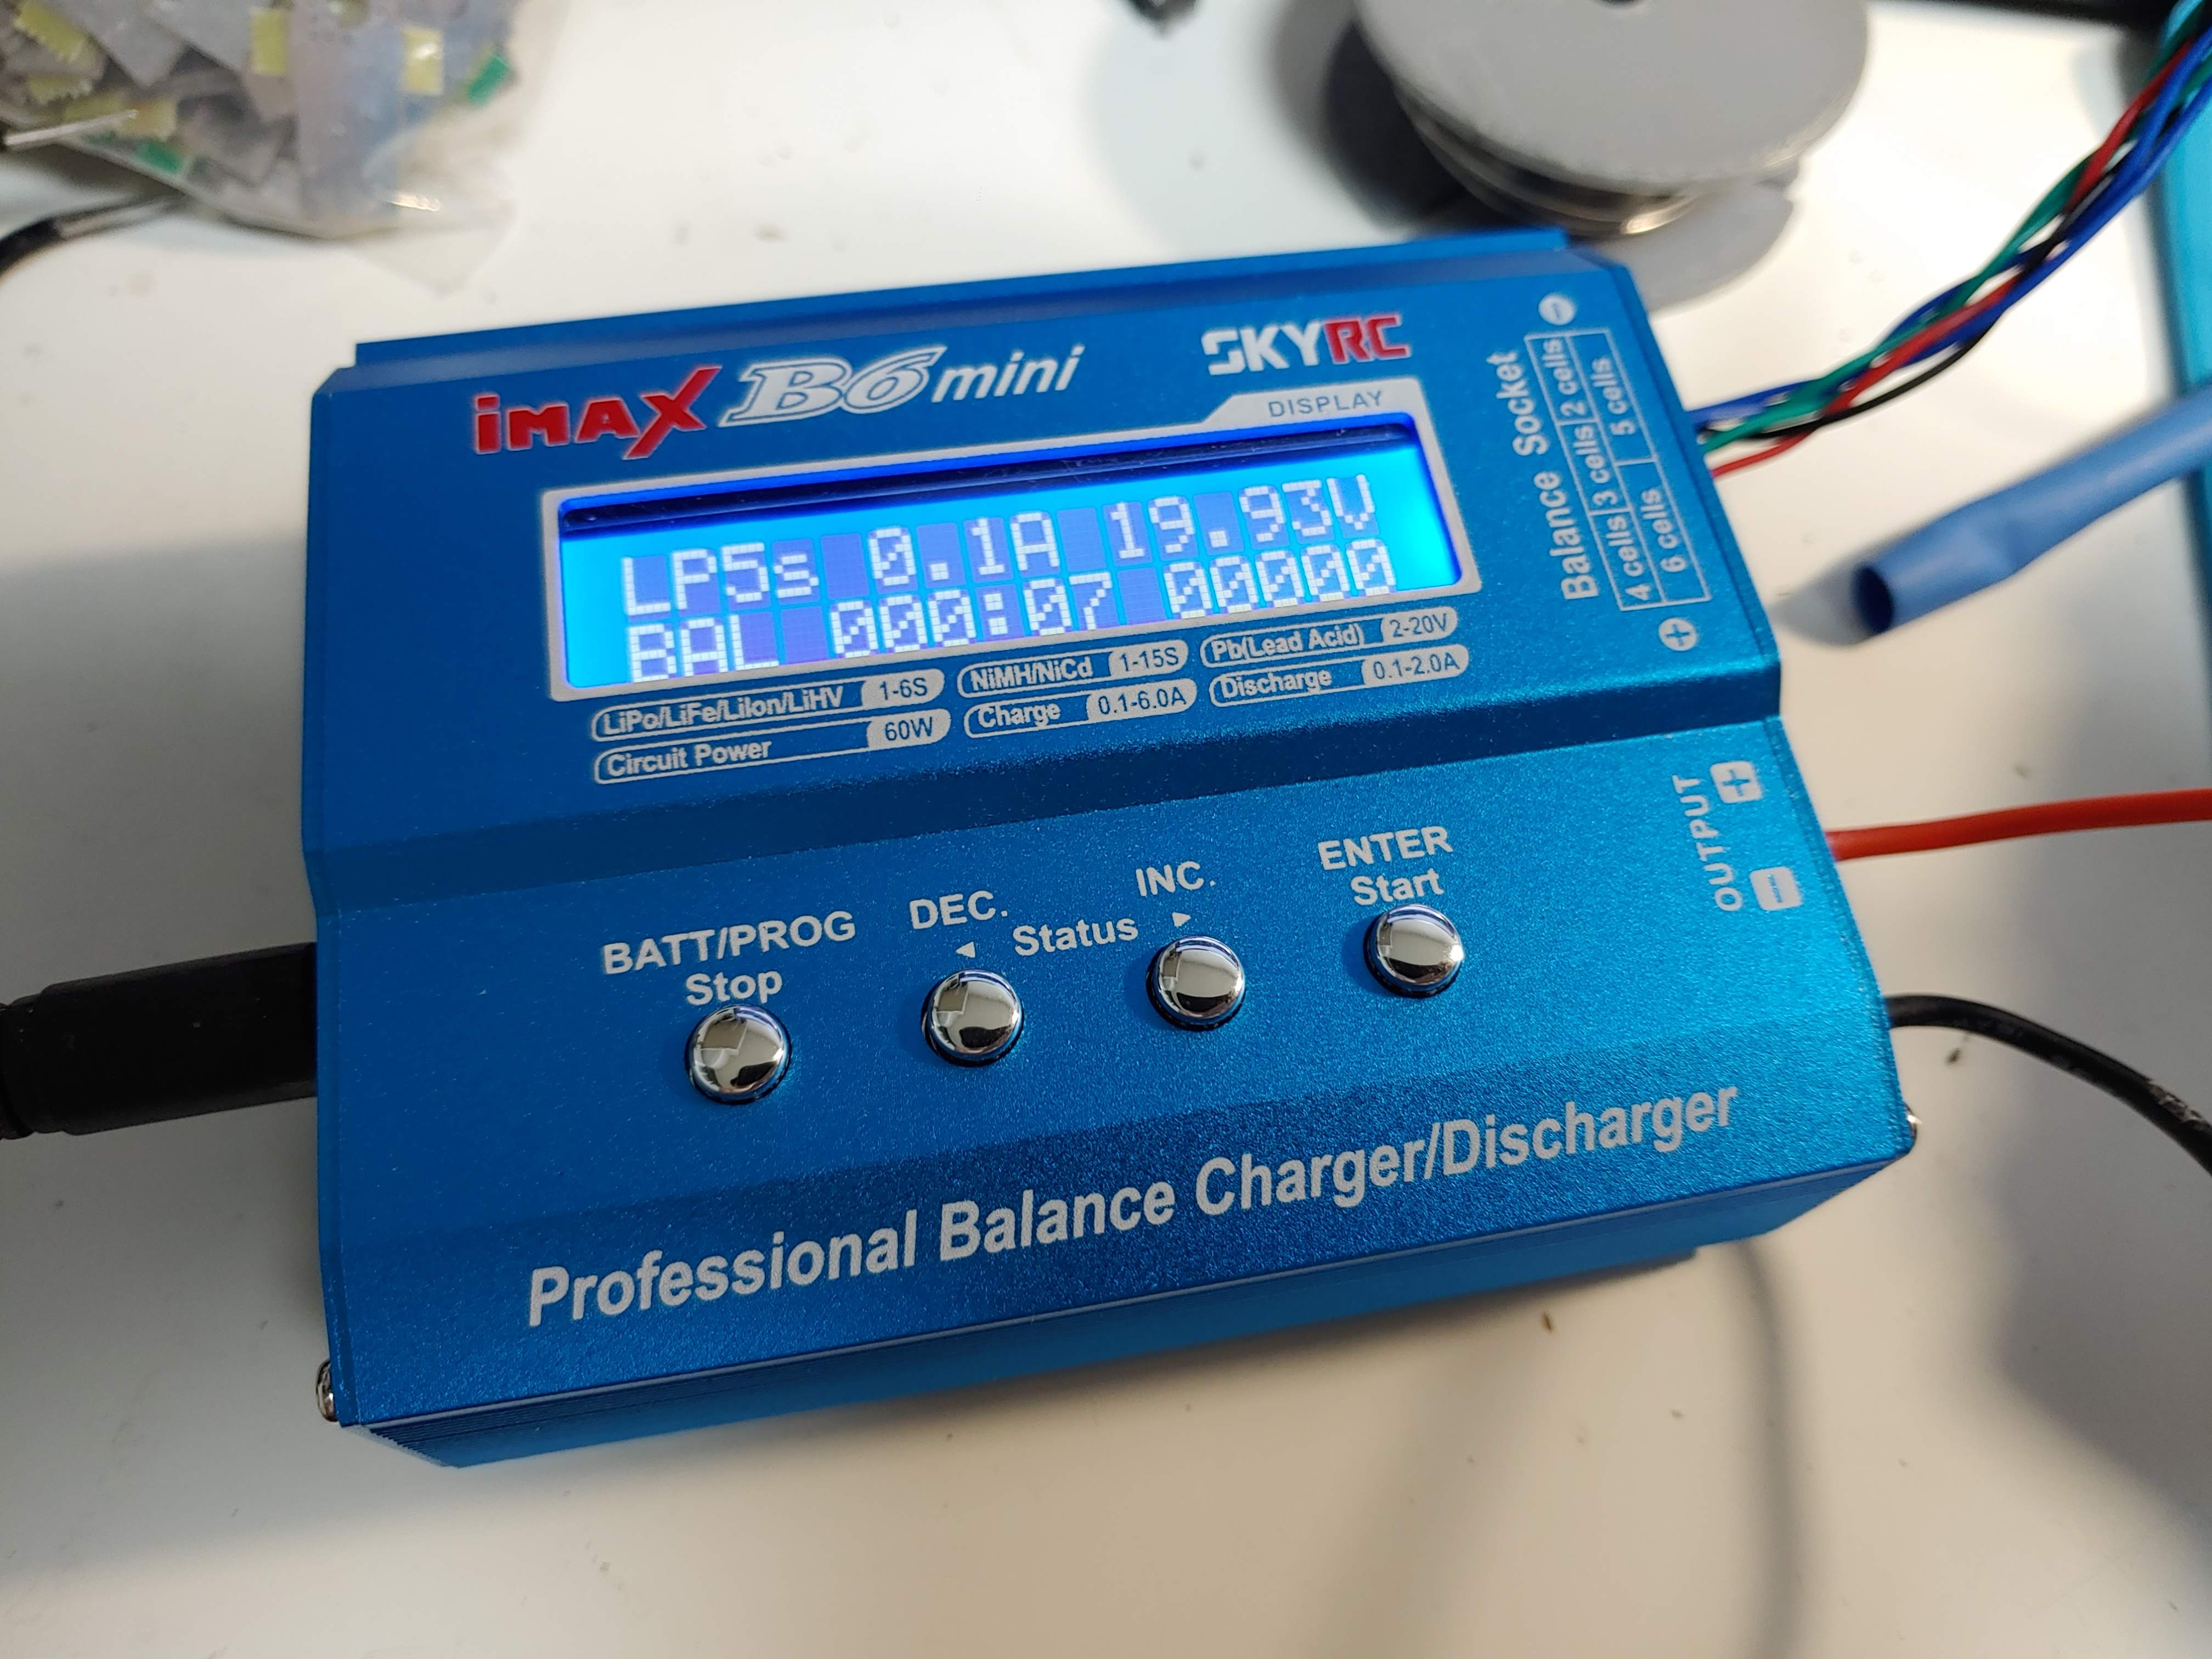 iMAX B6 mini
SKYRC
DISPLAY
LP5s 0.1A 19.93V
BAL 000:07 00000
LiPo/LiFe/LiIon/LiHV 1-6S
NiMH/NiCd 1-15S
Pb(Lead Acid) 2-20V
Circuit Power 60W
Charge 0.1-6.0A
Discharge 0.1-2.0A
Balance Socket
-
4 cells 3 cells 2 cells
6 cells 5 cells
+
OUTPUT
- +
BATT/PROG
Stop
DEC.
◄ Status ►
INC.
ENTER
Start
Professional Balance Charger/Discharger